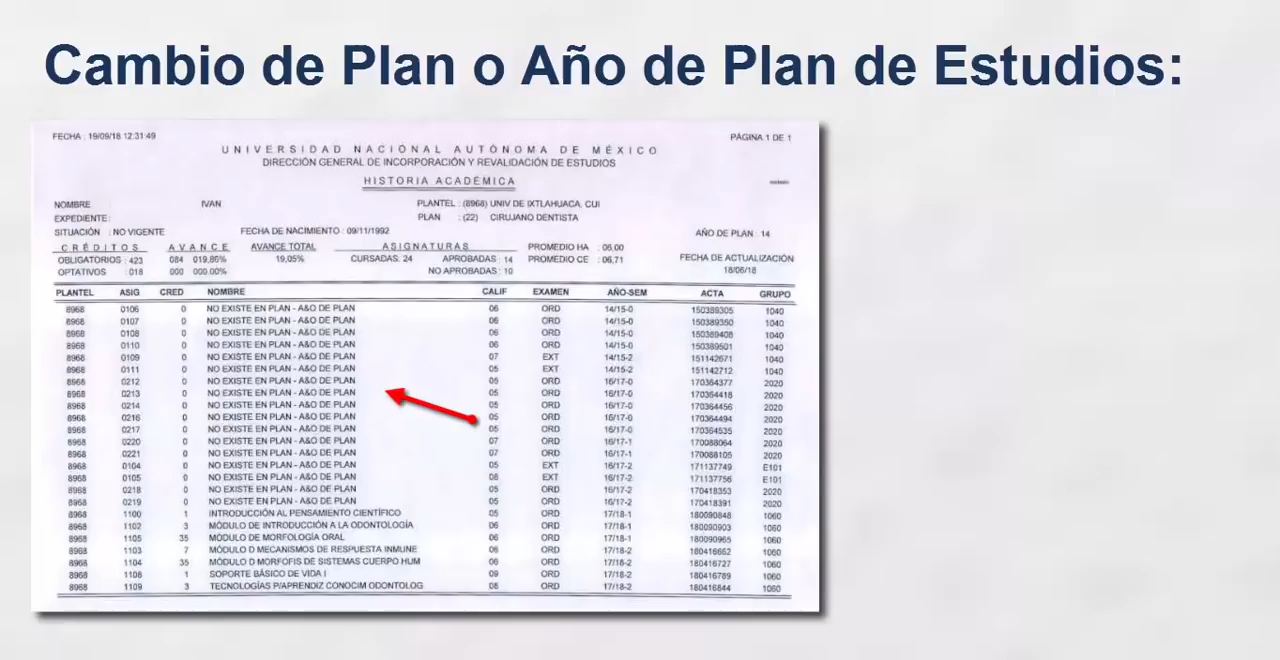 Cambio de Plan o Año de Plan de Estudios:
FECHA : 19/09/18 12:31:49 PÁGINA 1 DE 1
UNIVERSIDAD NACIONAL AUTÓNOMA DE MÉXICO
DIRECCIÓN GENERAL DE INCORPORACIÓN Y REVALIDACIÓN DE ESTUDIOS
HISTORIA ACADÉMICA
NOMBRE : IVAN PLANTEL : (8968) UNIV DE IXTLAHUACA, CUI
EXPEDIENTE: PLAN : (22) CIRUJANO DENTISTA
SITUACIÓN : NO VIGENTE FECHA DE NACIMIENTO : 09/11/1992 AÑO DE PLAN : 14
CRÉDITOS AVANCE AVANCE TOTAL ASIGNATURAS PROMEDIO HA : 06.00
OBLIGATORIOS : 423 084 019.86% 19,05% CURSADAS: 24 APROBADAS : 14 PROMEDIO CE : 06,71 FECHA DE ACTUALIZACIÓN
OPTATIVOS : 018 000 000.00% NO APROBADAS : 10 18/06/18
PLANTEL ASIG CRED NOMBRE CALIF EXAMEN AÑO-SEM ACTA GRUPO
8968 0106 0 NO EXISTE EN PLAN - A&O DE PLAN 06 ORD 14/15-0 150389305 1040
8968 0107 0 NO EXISTE EN PLAN - A&O DE PLAN 06 ORD 14/15-0 150389350 1040
8968 0108 0 NO EXISTE EN PLAN - A&O DE PLAN 06 ORD 14/15-0 150389408 1040
8968 0110 0 NO EXISTE EN PLAN - A&O DE PLAN 06 ORD 14/15-0 150389501 1040
8968 0109 0 NO EXISTE EN PLAN - A&O DE PLAN 07 EXT 14/15-2 151142671 1040
8968 0111 0 NO EXISTE EN PLAN - A&O DE PLAN 05 EXT 14/15-2 151142712 1040
8968 0212 0 NO EXISTE EN PLAN - A&O DE PLAN 05 ORD 16/17-0 170364377 2020
8968 0213 0 NO EXISTE EN PLAN - A&O DE PLAN 05 ORD 16/17-0 170364418 2020
8968 0214 0 NO EXISTE EN PLAN - A&O DE PLAN 05 ORD 16/17-0 170364456 2020
8968 0216 0 NO EXISTE EN PLAN - A&O DE PLAN 05 ORD 16/17-0 170364494 2020
8968 0217 0 NO EXISTE EN PLAN - A&O DE PLAN 05 ORD 16/17-0 170364535 2020
8968 0220 0 NO EXISTE EN PLAN - A&O DE PLAN 07 ORD 16/17-1 170088064 2020
8968 0221 0 NO EXISTE EN PLAN - A&O DE PLAN 07 ORD 16/17-1 170088105 2020
8968 0104 0 NO EXISTE EN PLAN - A&O DE PLAN 05 EXT 16/17-2 171137749 E101
8968 0105 0 NO EXISTE EN PLAN - A&O DE PLAN 08 EXT 16/17-2 171137756 E101
8968 0218 0 NO EXISTE EN PLAN - A&O DE PLAN 05 ORD 16/17-2 170418353 2020
8968 0219 0 NO EXISTE EN PLAN - A&O DE PLAN 05 ORD 16/17-2 170418391 2020
8968 1100 1 INTRODUCCIÓN AL PENSAMIENTO CIENTÍFICO 05 ORD 17/18-1 180090848 1060
8968 1102 3 MÓDULO DE INTRODUCCIÓN A LA ODONTOLOGÍA 06 ORD 17/18-1 180090903 1060
8968 1105 35 MÓDULO DE MORFOLOGÍA ORAL 06 ORD 17/18-1 180090965 1060
8968 1103 7 MÓDULO D MECANISMOS DE RESPUESTA INMUNE 06 ORD 17/18-2 180416662 1060
8968 1104 35 MÓDULO D MORFOFIS DE SISTEMAS CUERPO HUM 06 ORD 17/18-2 180416727 1060
8968 1108 1 SOPORTE BÁSICO DE VIDA I 09 ORD 17/18-2 180416789 1060
8968 1109 3 TECNOLOGÍAS P/APRENDIZ CONOCIM ODONTOLOG 08 ORD 17/18-2 180416844 1060